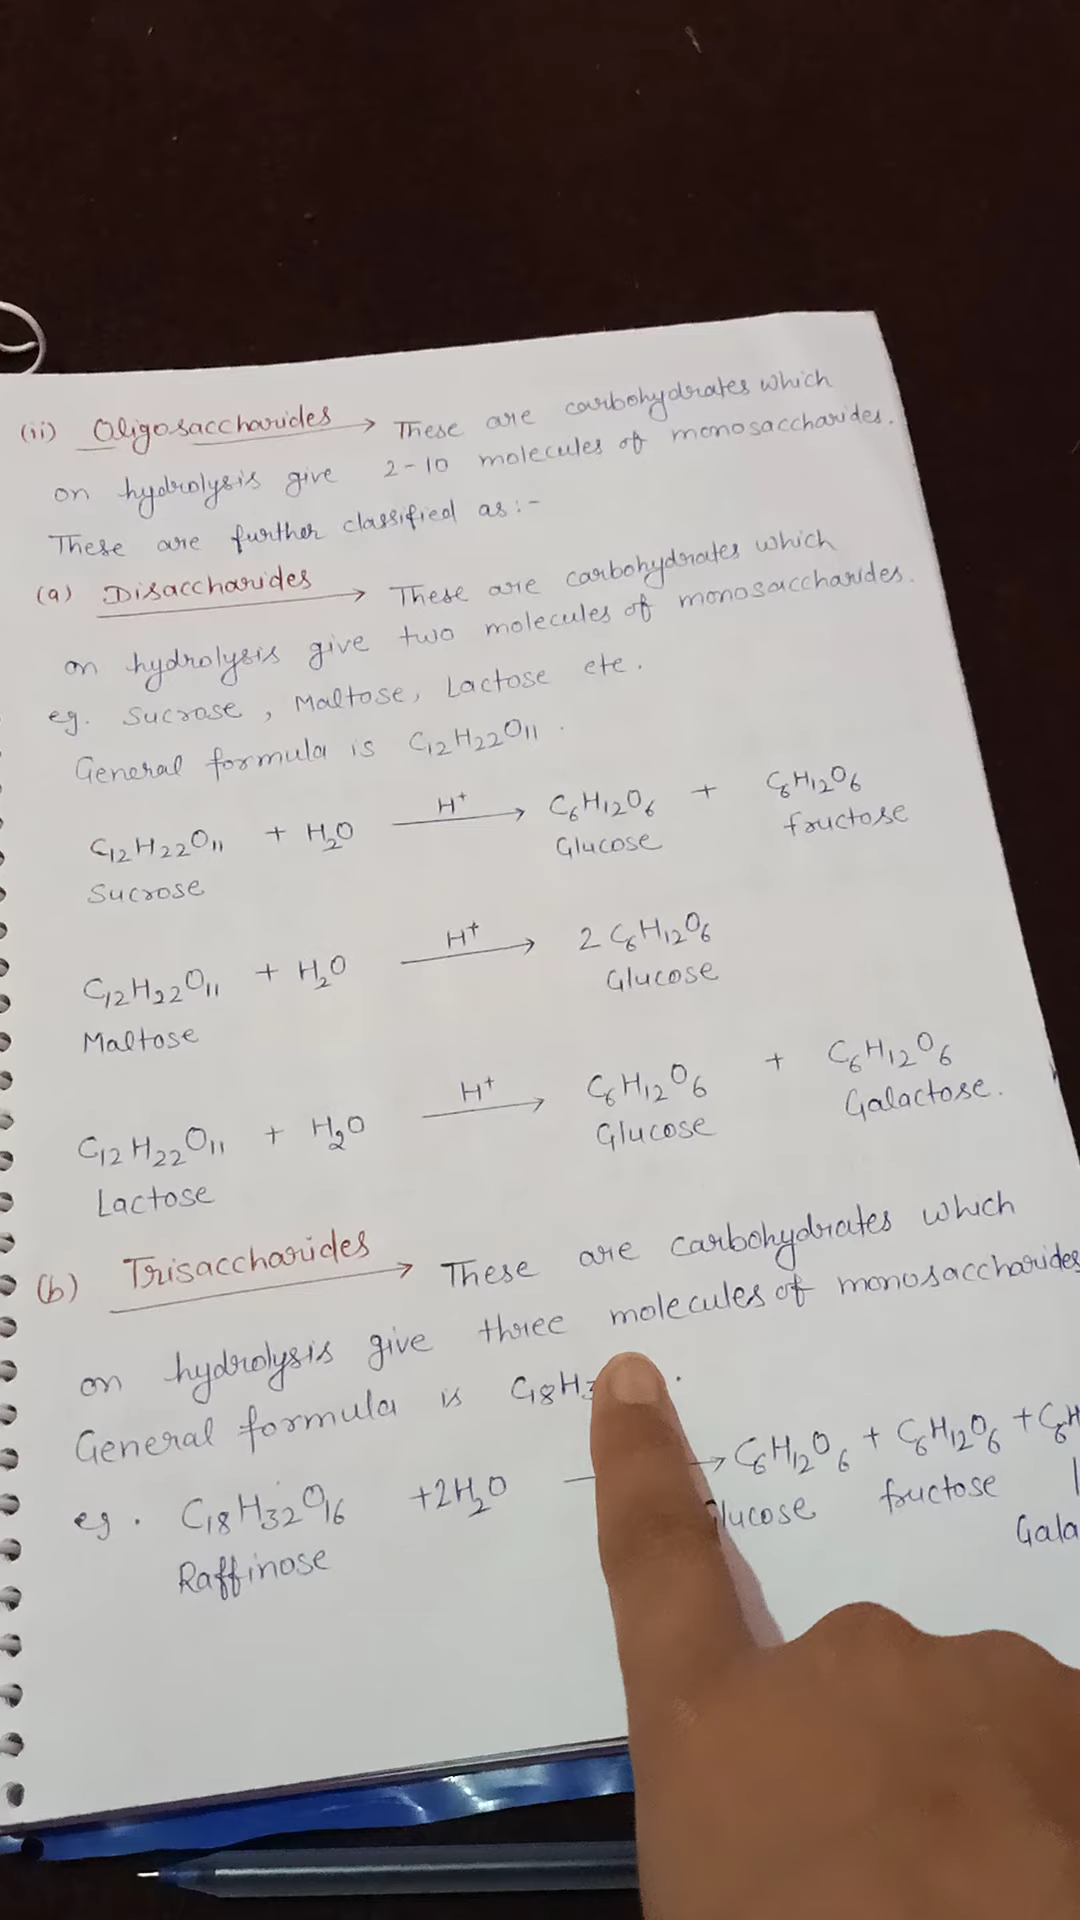 (ii) Oligosaccharides → These are carbohydrates which
on hydrolysis give 2-10 molecules of monosaccharides.
These are further classified as:-
(a) Disaccharides → These are carbohydrates which
on hydrolysis give two molecules of monosaccharides.
eg. Sucrose, Maltose, Lactose etc.
General formula is C12H22O11.
C12H22O11 + H2O H+ → C6H12O6 + C6H12O6
Sucrose Glucose fructose
C12H22O11 + H2O H+ → 2 C6H12O6
Maltose Glucose
C12H22O11 + H2O H+ → C6H12O6 + C6H12O6
Lactose Glucose Galactose.
(b) Trisaccharides → These are carbohydrates which
on hydrolysis give three molecules of monosaccharides
General formula is C18H3 .
eg. C18H32O16 +2H2O → C6H12O6 + C6H12O6 + C6H
Raffinose lucose fructose Gala